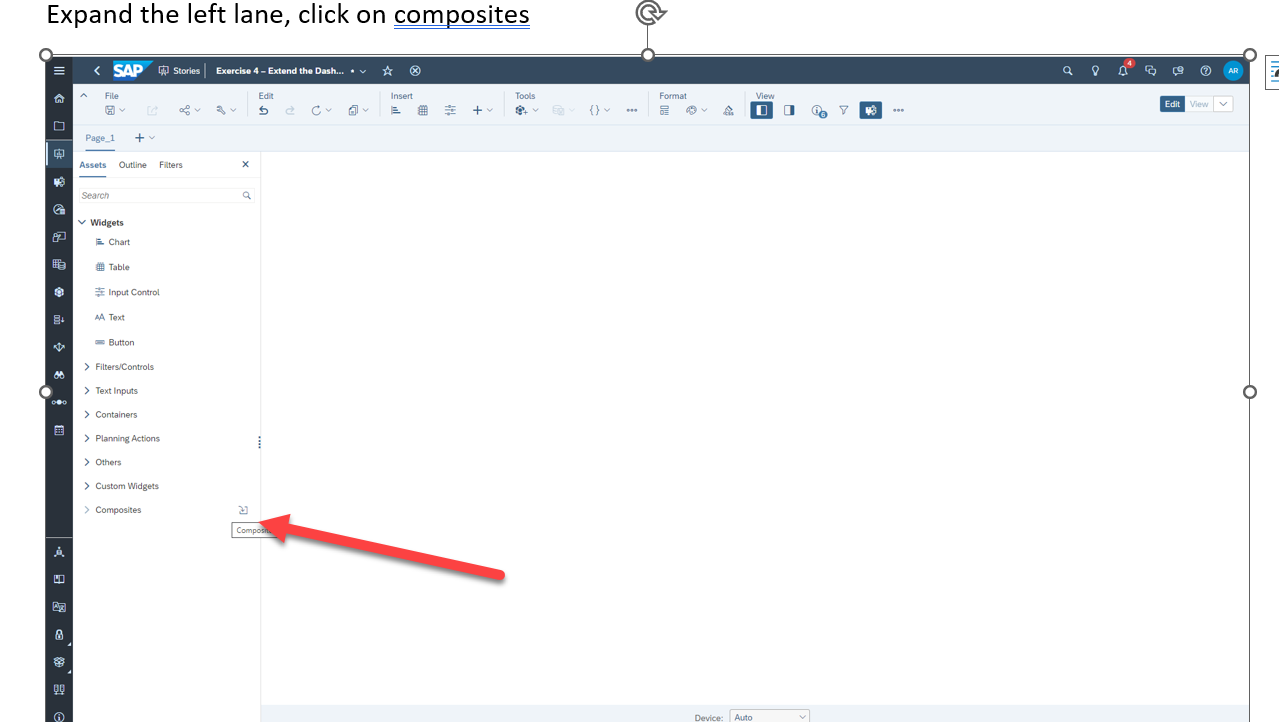 Expand the left lane, click on composites
SAP Stories Exercise 4 – Extend the Dash... • 4 AR
File Edit Insert Tools Format View
Edit View
Page_1
Assets Outline Filters
Search
Widgets
Chart
Table
Input Control
Text
Button
Filters/Controls
Text Inputs
Containers
Planning Actions
Others
Custom Widgets
Composites
Device: Auto